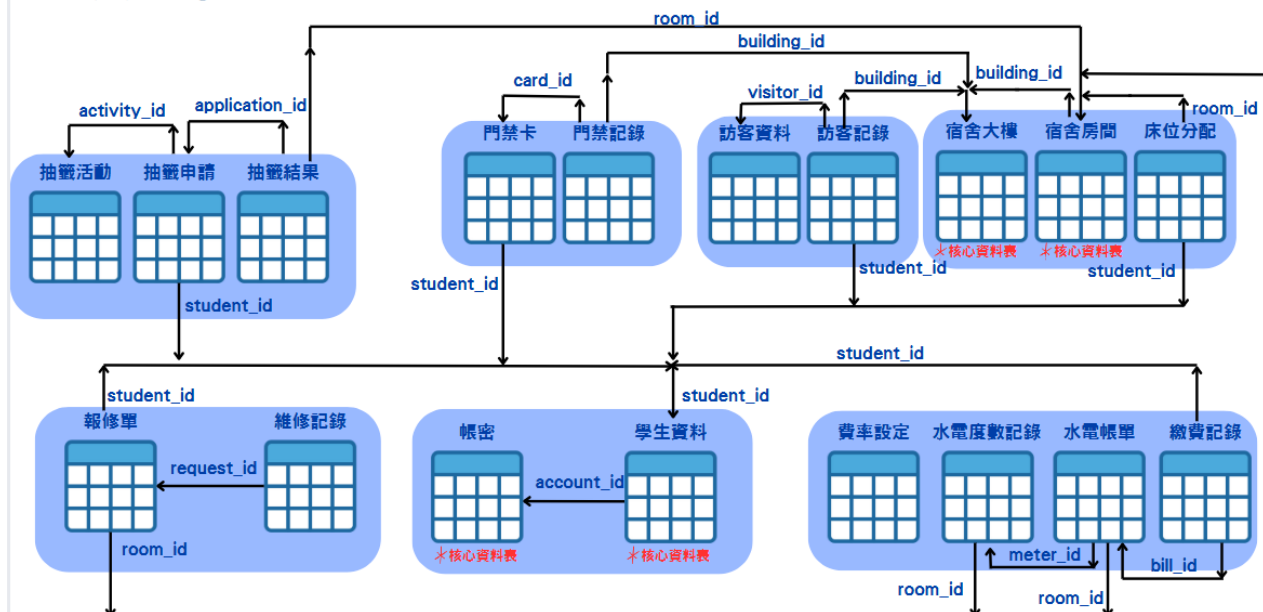 room_id
building_id
card_id
building_id
building_id
visitor_id
room_id
activity_id
application_id
門禁卡
門禁記錄
訪客資料
訪客記錄
宿舍大樓
宿舍房間
床位分配
抽籤活動
抽籤申請
抽籤結果
*核心資料表
*核心資料表
student_id
student_id
student_id
student_id
student_id
student_id
student_id
報修單
維修記錄
帳密
學生資料
費率設定
水電度數記錄
水電帳單
繳費記錄
request_id
account_id
room_id
*核心資料表
*核心資料表
meter_id
bill_id
room_id
room_id